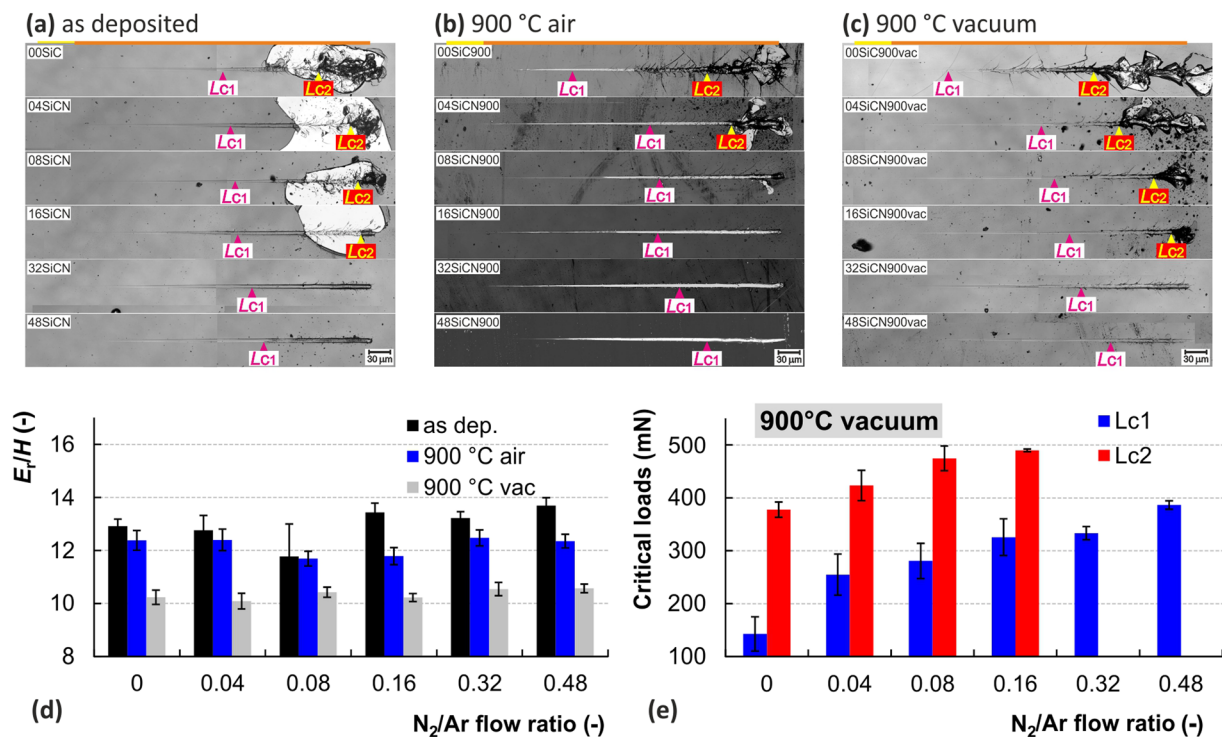 (a) as deposited
00SiC
LC1
LC2
04SiCN
LC1
LC2
08SiCN
LC1
LC2
16SiCN
LC1
LC2
32SiCN
LC1
48SiCN
LC1
30 µm
(b) 900 °C air
00SiC900
LC1
LC2
04SiCN900
LC1
LC2
08SiCN900
LC1
16SiCN900
LC1
32SiCN900
LC1
48SiCN900
LC1
30 µm
(c) 900 °C vacuum
00SiC900vac
LC1
LC2
04SiCN900vac
LC1
LC2
08SiCN900vac
LC1
LC2
16SiCN900vac
LC1
LC2
32SiCN900vac
LC1
48SiCN900vac
LC1
30 µm
Er/H (-)
16
14
12
10
8
as dep.
900 °C air
900 °C vac
0 0.04 0.08 0.16 0.32 0.48
(d) N2/Ar flow ratio (-)
Critical loads (mN)
900°C vacuum
Lc1
Lc2
500
400
300
200
100
0 0.04 0.08 0.16 0.32 0.48
(e) N2/Ar flow ratio (-)